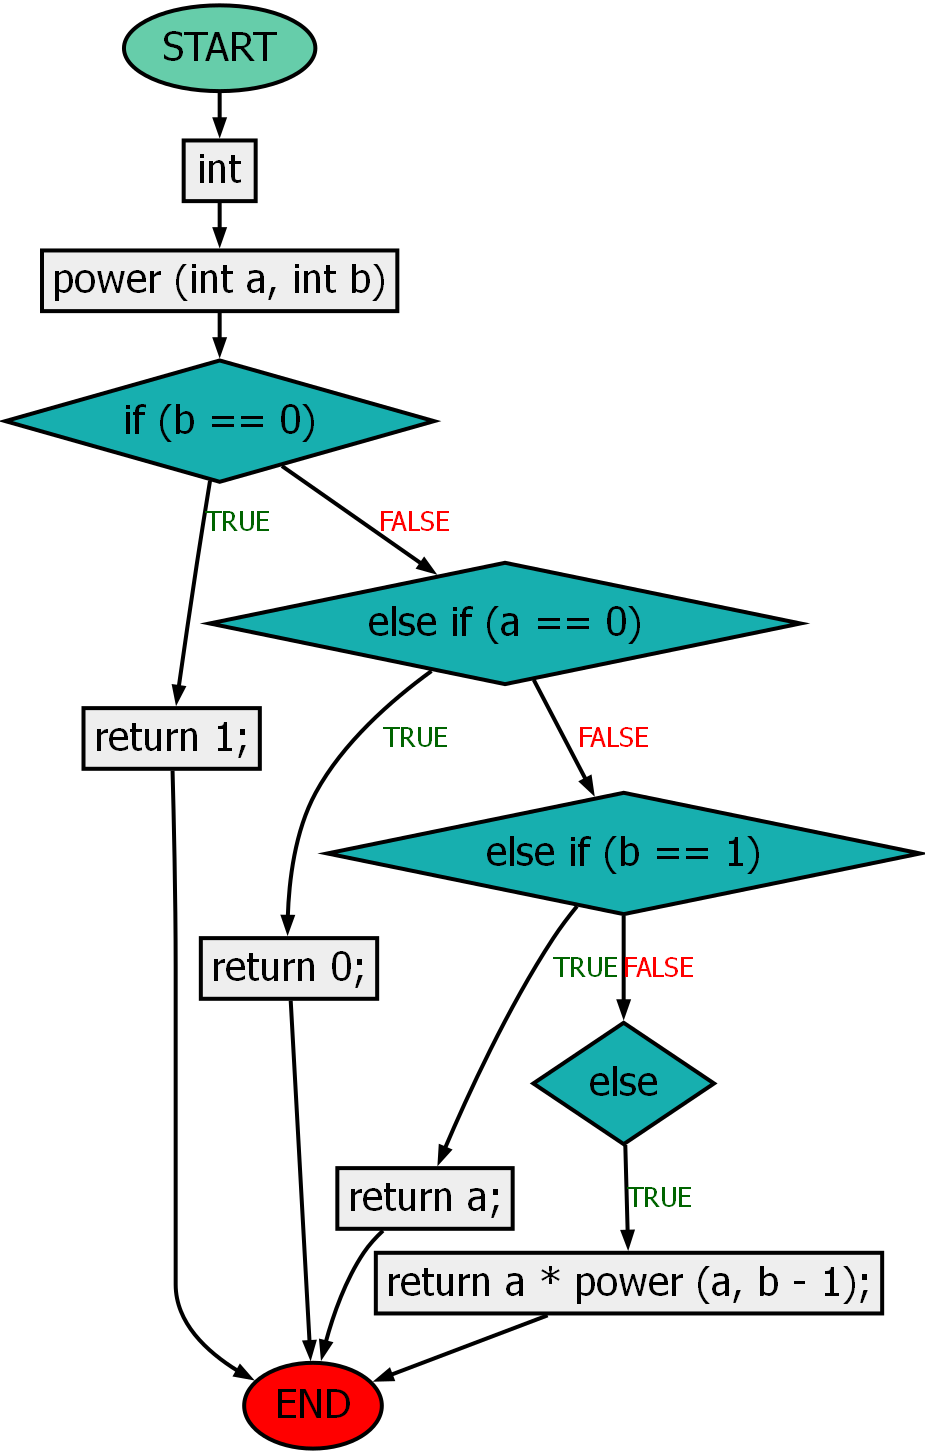 START
int
power (int a, int b)
if (b == 0)
TRUE
FALSE
else if (a == 0)
return 1;
TRUE
FALSE
else if (b == 1)
return 0;
TRUE
FALSE
else
return a;
TRUE
return a * power (a, b - 1);
END